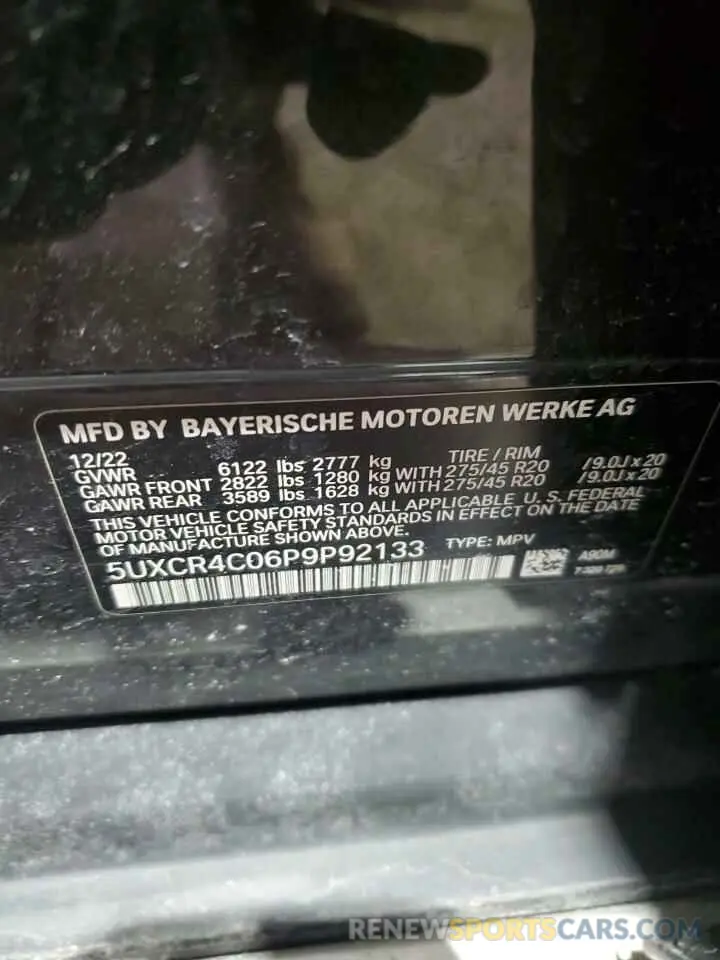 MFD BY BAYERISCHE MOTOREN WERKE AG
12/22 TIRE / RIM
GVWR 6122 lbs 2777 kg
GAWR FRONT 2822 lbs 1280 kg WITH 275/45 R20 /9.0J x 20
GAWR REAR 3589 lbs 1628 kg WITH 275/45 R20 /9.0J x 20
THIS VEHICLE CONFORMS TO ALL APPLICABLE U. S. FEDERAL
MOTOR VEHICLE SAFETY STANDARDS IN EFFECT ON THE DATE
OF MANUFACTURE SHOWN ABOVE.
5UXCR4C06P9P92133 TYPE: MPV
A90M
RENEWSPORTSCARS.COM